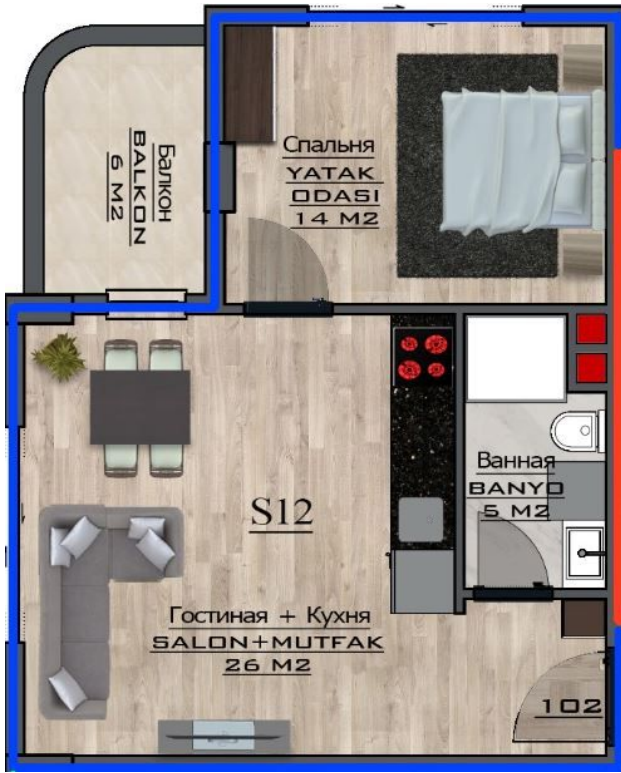 Балкон
BALKON
6 M2
Спальня
YATAK
ODASI
14 M2
Ванная
BANYO
5 M2
S12
Гостиная + Кухня
SALON+MUTFAK
26 M2
102